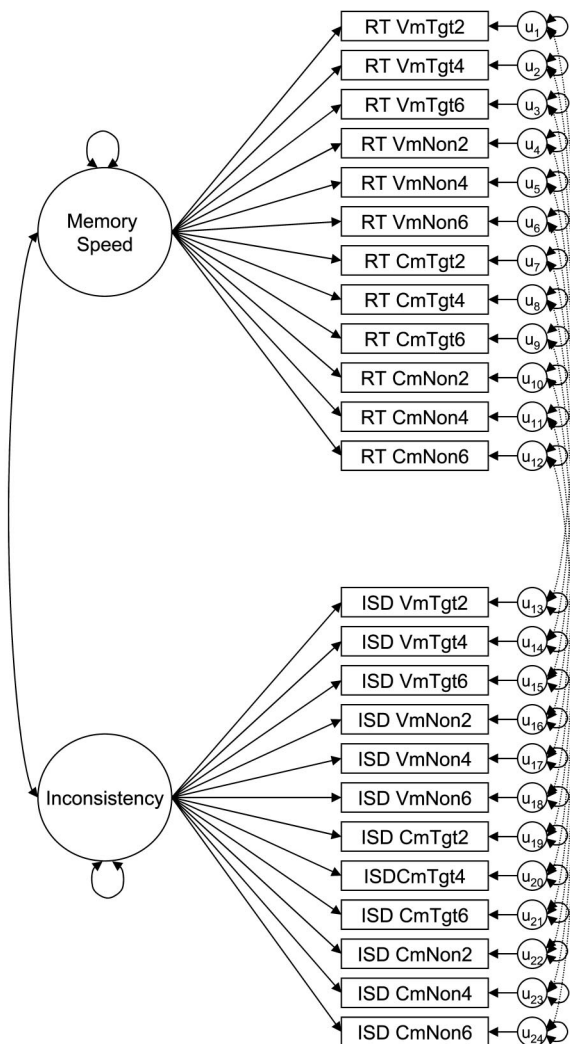 RT VmTgt2 u1
RT VmTgt4 u2
RT VmTgt6 u3
RT VmNon2 u4
RT VmNon4 u5
RT VmNon6 u6
RT CmTgt2 u7
RT CmTgt4 u8
RT CmTgt6 u9
RT CmNon2 u10
RT CmNon4 u11
RT CmNon6 u12
Memory
Speed
ISD VmTgt2 u13
ISD VmTgt4 u14
ISD VmTgt6 u15
ISD VmNon2 u16
ISD VmNon4 u17
ISD VmNon6 u18
ISD CmTgt2 u19
ISDCmTgt4 u20
ISD CmTgt6 u21
ISD CmNon2 u22
ISD CmNon4 u23
ISD CmNon6 u24
Inconsistency